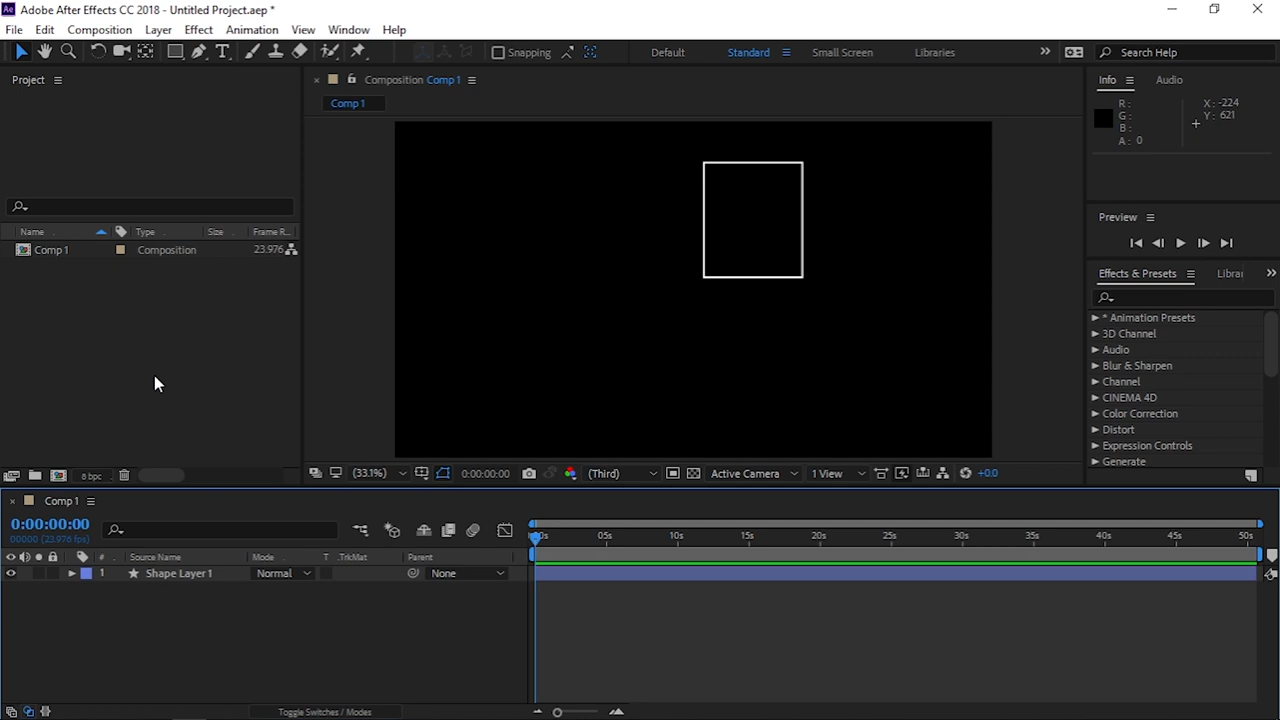 Ae Adobe After Effects CC 2018 - Untitled Project.aep *
File Edit Composition Layer Effect Animation View Window Help
Snapping Default Standard Small Screen Libraries Search Help
Project
Composition Comp 1
Info Audio
Comp 1
R: X: -224
G: Y: 621
B:
A: 0
Name Type Size Frame R...
Comp 1 Composition 23.976
Preview
Effects & Presets Librar
* Animation Presets
3D Channel
Audio
Blur & Sharpen
Channel
CINEMA 4D
Color Correction
Distort
Expression Controls
Generate
8 bpc
(33.1%) 0:00:00:00 (Third) Active Camera 1 View +0.0
Comp 1
0:00:00:00
00000 (23.976 fps)
05s 10s 15s 20s 25s 30s 35s 40s 45s 50s
# Source Name Mode T .TrkMat Parent
1 Shape Layer 1 Normal None
Toggle Switches / Modes